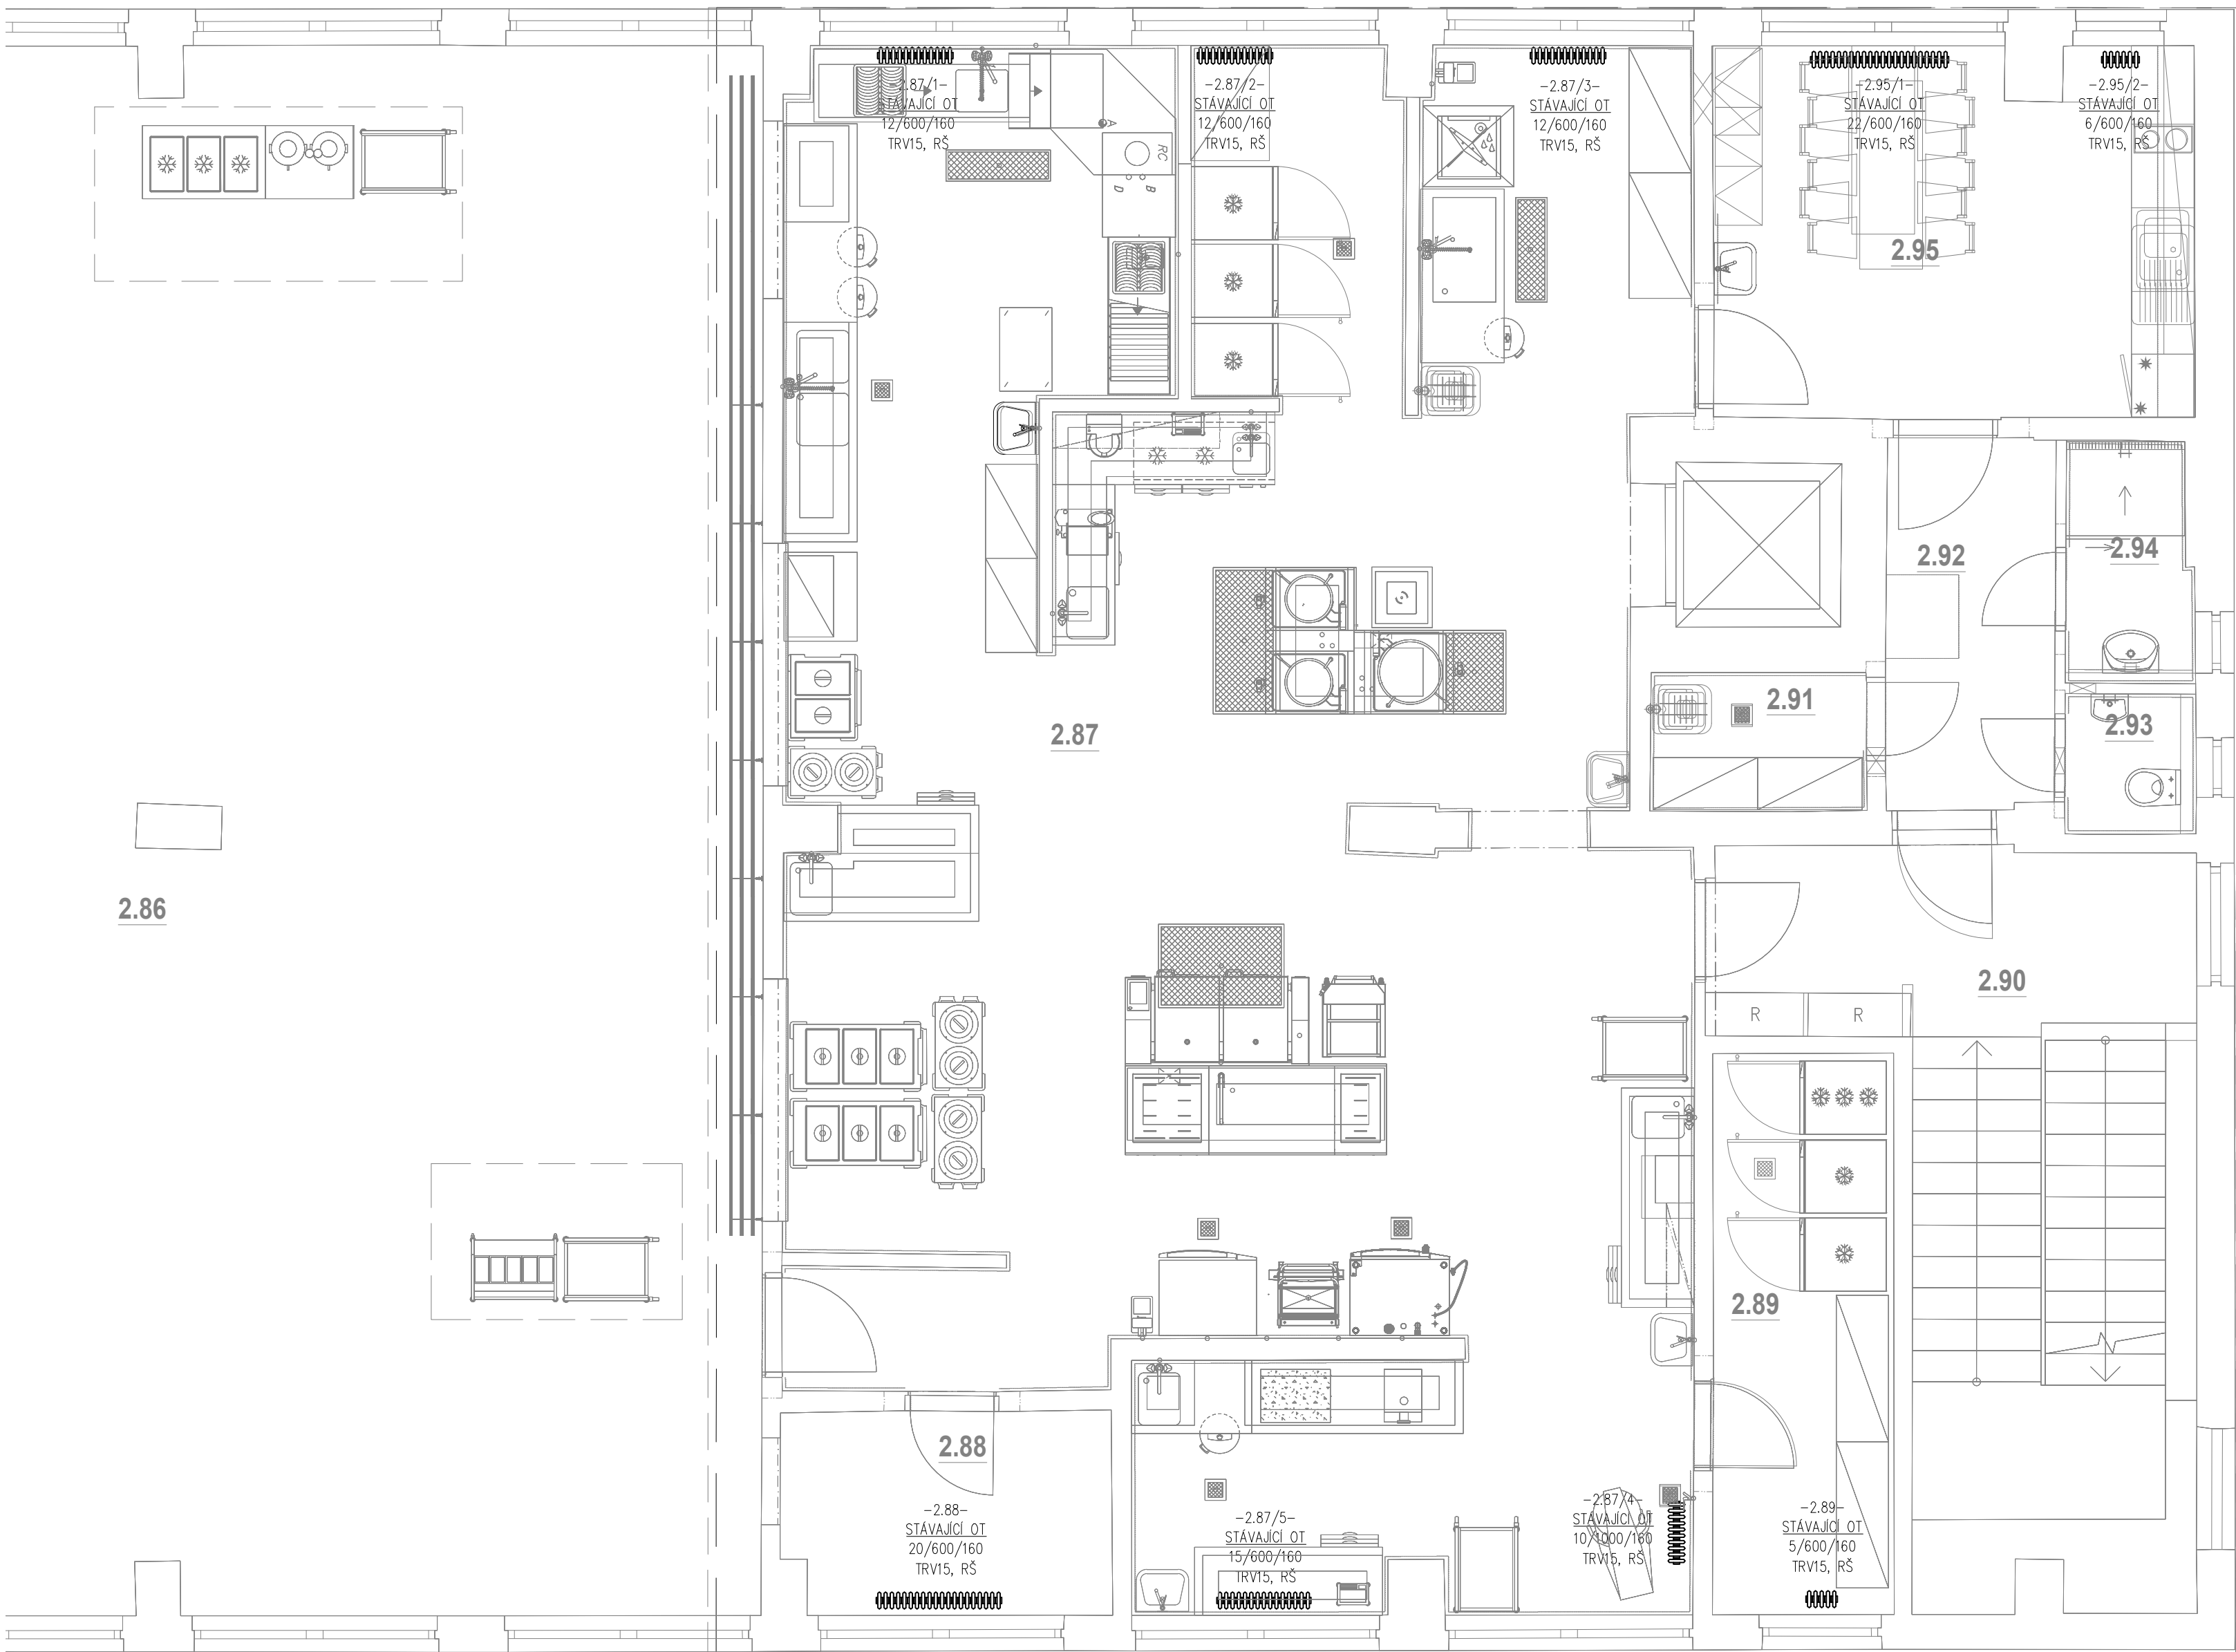 -2.87/1-
STÁVAJÍCÍ OT
12/600/160
TRV15, RŠ
-2.87/2-
STÁVAJÍCÍ OT
12/600/160
TRV15, RŠ
-2.87/3-
STÁVAJÍCÍ OT
12/600/160
TRV15, RŠ
-2.95/1-
STÁVAJÍCÍ OT
22/600/160
TRV15, RŠ
-2.95/2-
STÁVAJÍCÍ OT
6/600/160
TRV15, RŠ
A
RC
D
B
2.95
2.92
2.94
2.91
2.93
2.87
2.86
2.90
R
R
2.89
2.88
-2.88-
STÁVAJÍCÍ OT
20/600/160
TRV15, RŠ
-2.87/5-
STÁVAJÍCÍ OT
15/600/160
TRV15, RŠ
-2.87/4-
STÁVAJÍCÍ OT
10/1000/160
TRV15, RŠ
-2.89-
STÁVAJÍCÍ OT
5/600/160
TRV15, RŠ